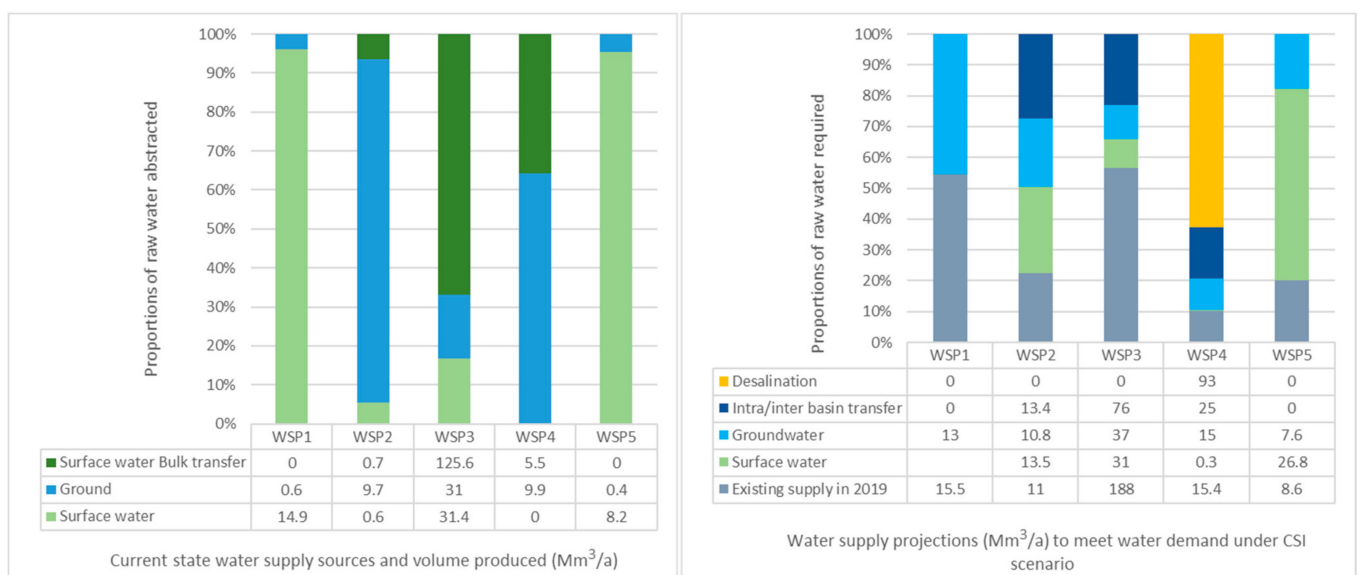 Proportions of raw water abstracted
100%
90%
80%
70%
60%
50%
40%
30%
20%
10%
0%
WSP1 WSP2 WSP3 WSP4 WSP5
Surface water Bulk transfer 0 0.7 125.6 5.5 0
Ground 0.6 9.7 31 9.9 0.4
Surface water 14.9 0.6 31.4 0 8.2
Current state water supply sources and volume produced (Mm³/a)
Proportions of raw water required
100%
90%
80%
70%
60%
50%
40%
30%
20%
10%
0%
WSP1 WSP2 WSP3 WSP4 WSP5
Desalination 0 0 0 93 0
Intra/inter basin transfer 0 13.4 76 25 0
Groundwater 13 10.8 37 15 7.6
Surface water 13.5 31 0.3 26.8
Existing supply in 2019 15.5 11 188 15.4 8.6
Water supply projections (Mm³/a) to meet water demand under CSI
scenario